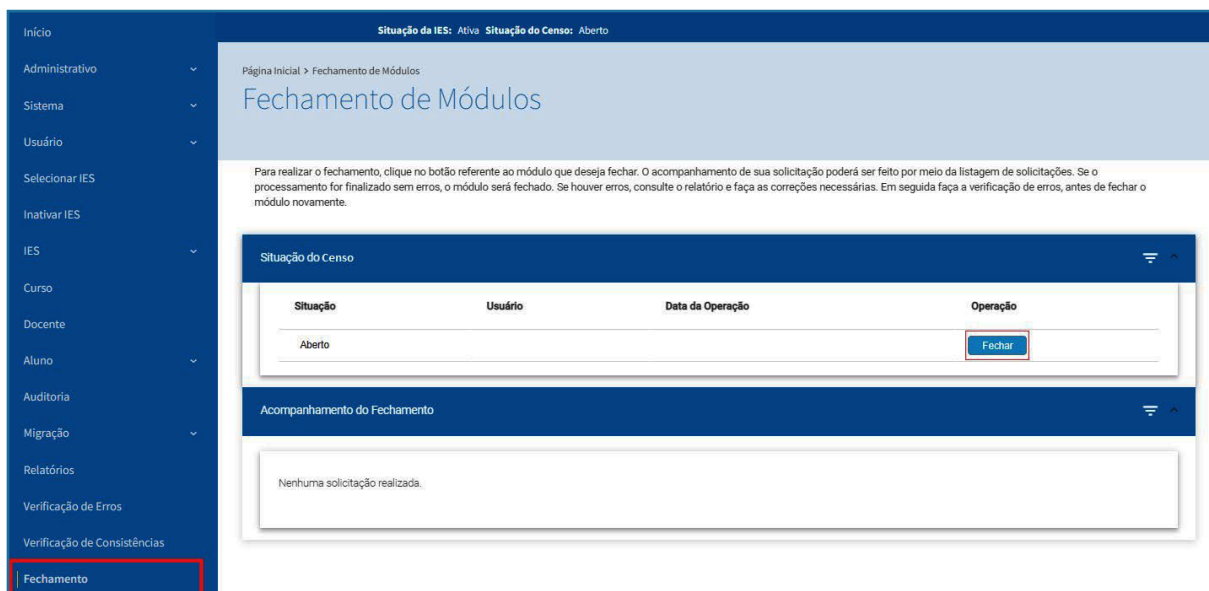 Início
Administrativo
Sistema
Usuário
Selecionar IES
Inativar IES
IES
Curso
Docente
Aluno
Auditoria
Migração
Relatórios
Verificação de Erros
Verificação de Consistências
Fechamento
Situação da IES: Ativa Situação do Censo: Aberto
Página Inicial > Fechamento de Módulos
Fechamento de Módulos
Para realizar o fechamento, clique no botão referente ao módulo que deseja fechar. O acompanhamento de sua solicitação poderá ser feito por meio da listagem de solicitações. Se o
processamento for finalizado sem erros, o módulo será fechado. Se houver erros, consulte o relatório e faça as correções necessárias. Em seguida faça a verificação de erros, antes de fechar o
módulo novamente.
Situação do Censo
Situação Usuário Data da Operação Operação
Aberto Fechar
Acompanhamento do Fechamento
Nenhuma solicitação realizada.